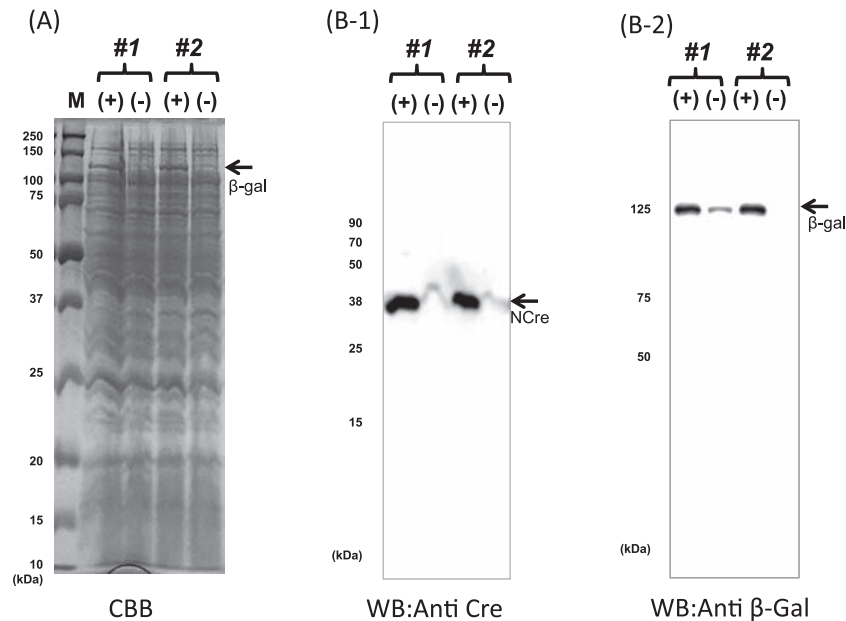 (A)
#1 #2
M (+) (-) (+) (-)
250
150
100
75
50
37
25
20
15
10
(kDa)
β-gal
CBB
(B-1)
#1 #2
(+) (-) (+) (-)
90
70
50
38
25
15
(kDa)
NCre
WB:Anti Cre
(B-2)
#1 #2
(+) (-) (+) (-)
125
75
50
(kDa)
β-gal
WB:Anti β-Gal